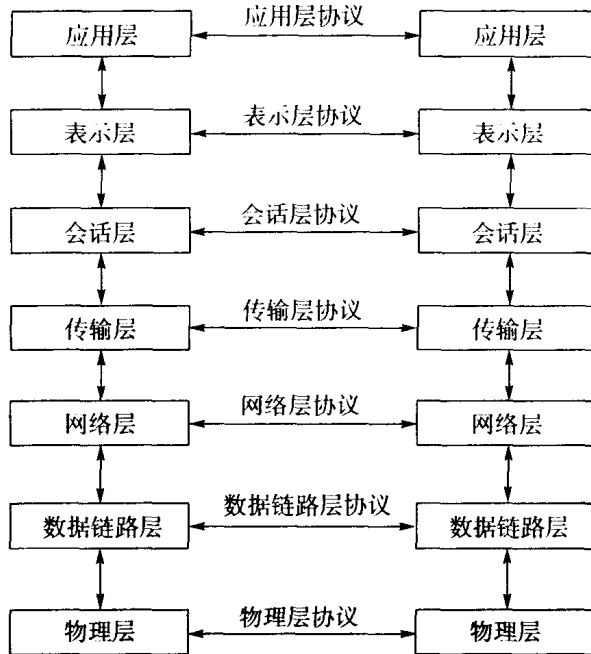 应用层协议
应用层 应用层
表示层协议
表示层 表示层
会话层协议
会话层 会话层
传输层协议
传输层 传输层
网络层协议
网络层 网络层
数据链路层协议
数据链路层 数据链路层
物理层协议
物理层 物理层